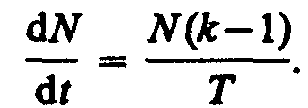 dN/dt = N(k−1)/T.